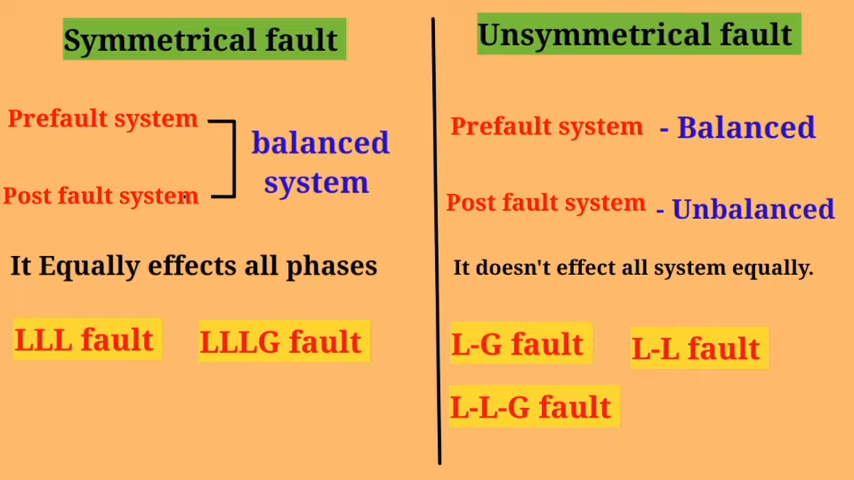 Symmetrical fault
Prefault system
Post fault system
balanced
system
It Equally effects all phases
LLL fault
LLLG fault
Unsymmetrical fault
Prefault system - Balanced
Post fault system - Unbalanced
It doesn't effect all system equally.
L-G fault
L-L fault
L-L-G fault